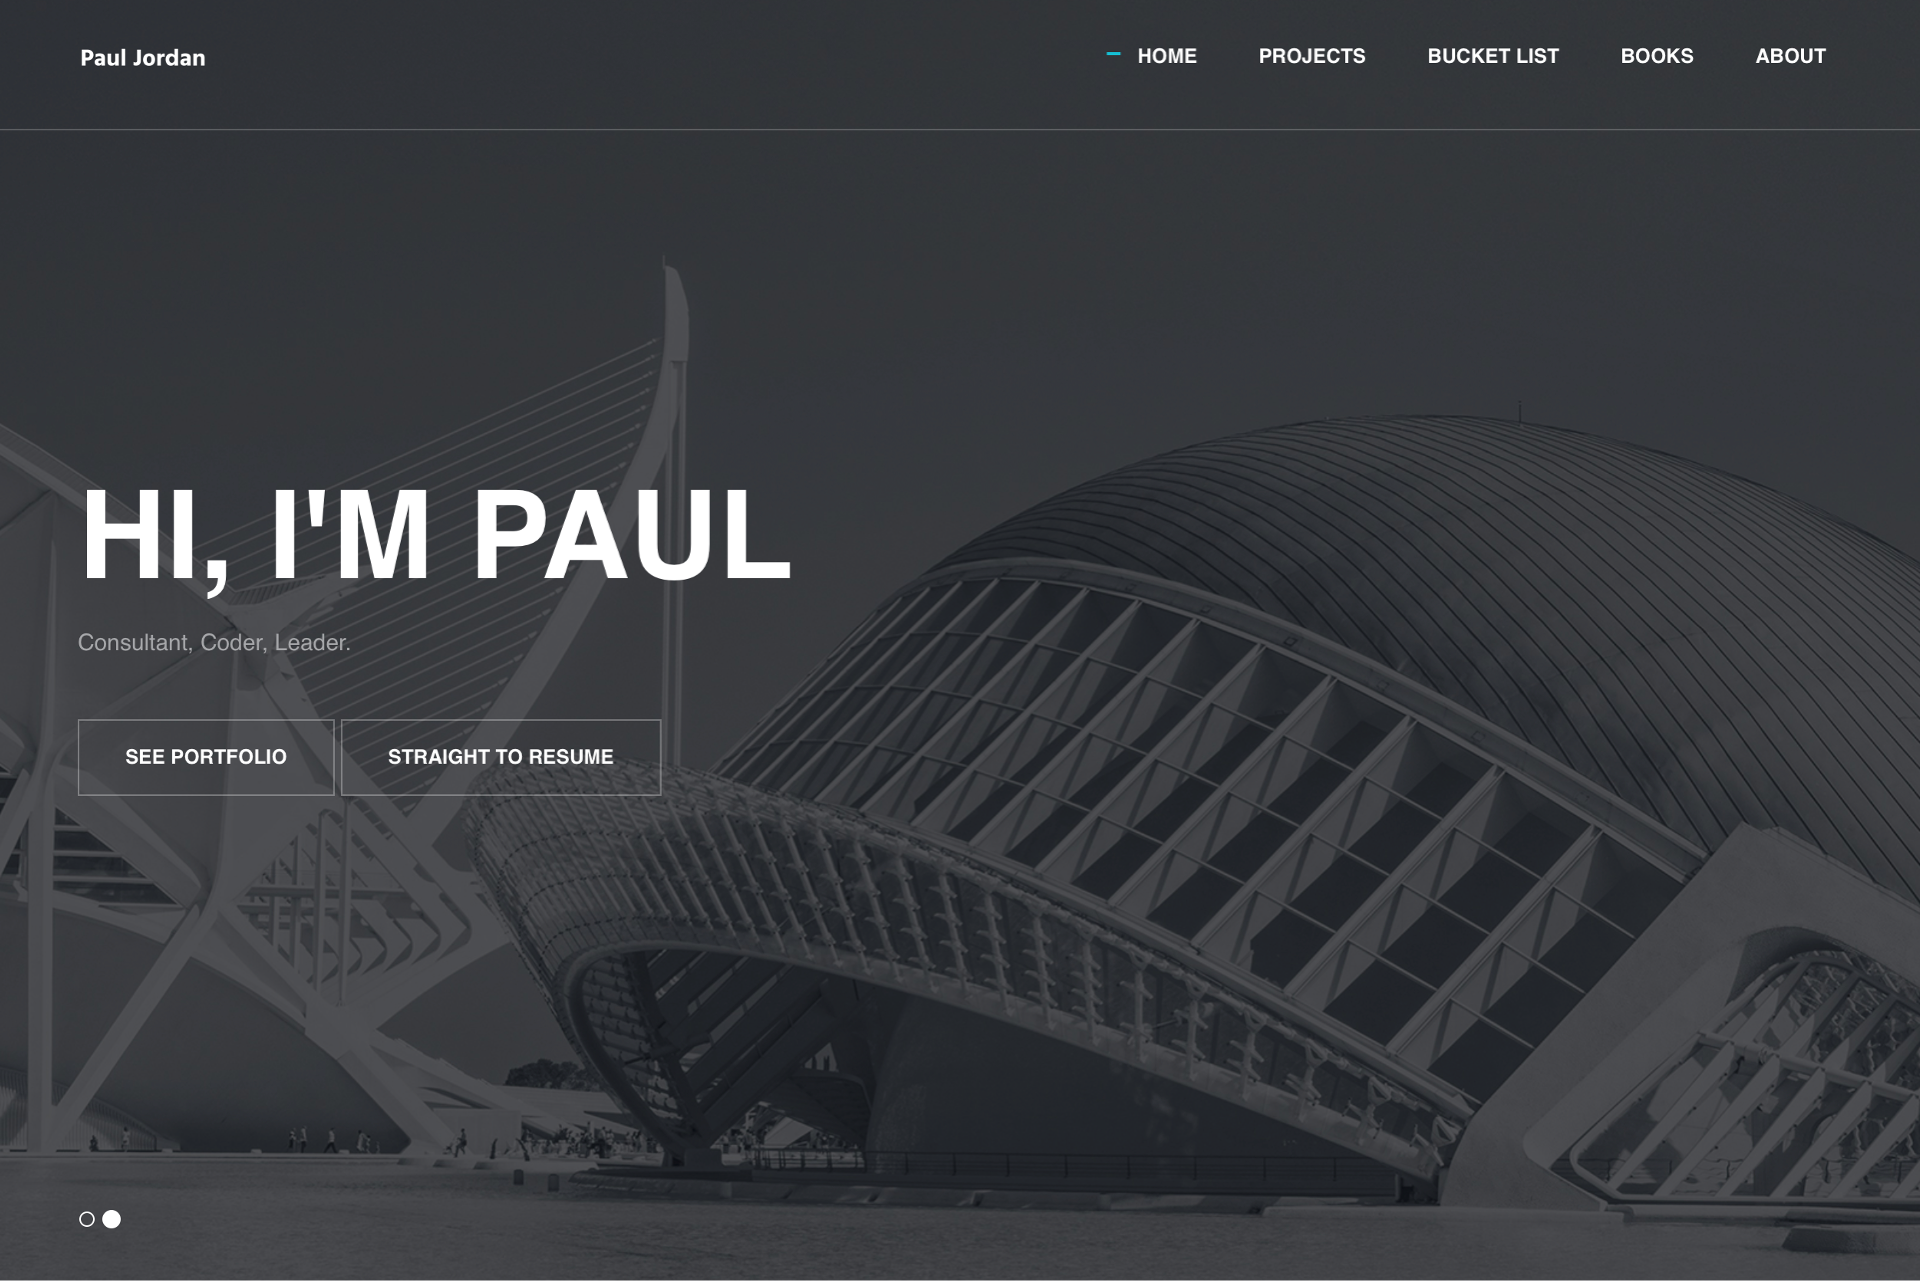 Paul Jordan
HOME PROJECTS BUCKET LIST BOOKS ABOUT
HI, I'M PAUL
Consultant, Coder, Leader.
SEE PORTFOLIO STRAIGHT TO RESUME